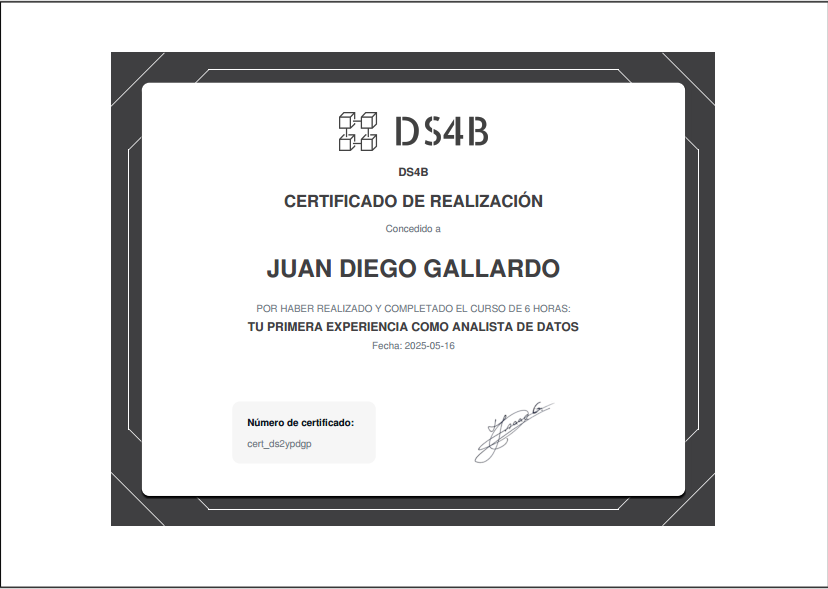 DS4B
DS4B
CERTIFICADO DE REALIZACIÓN
Concedido a
JUAN DIEGO GALLARDO
POR HABER REALIZADO Y COMPLETADO EL CURSO DE 6 HORAS:
TU PRIMERA EXPERIENCIA COMO ANALISTA DE DATOS
Fecha: 2025-05-16
Número de certificado:
cert_ds2ypdgp